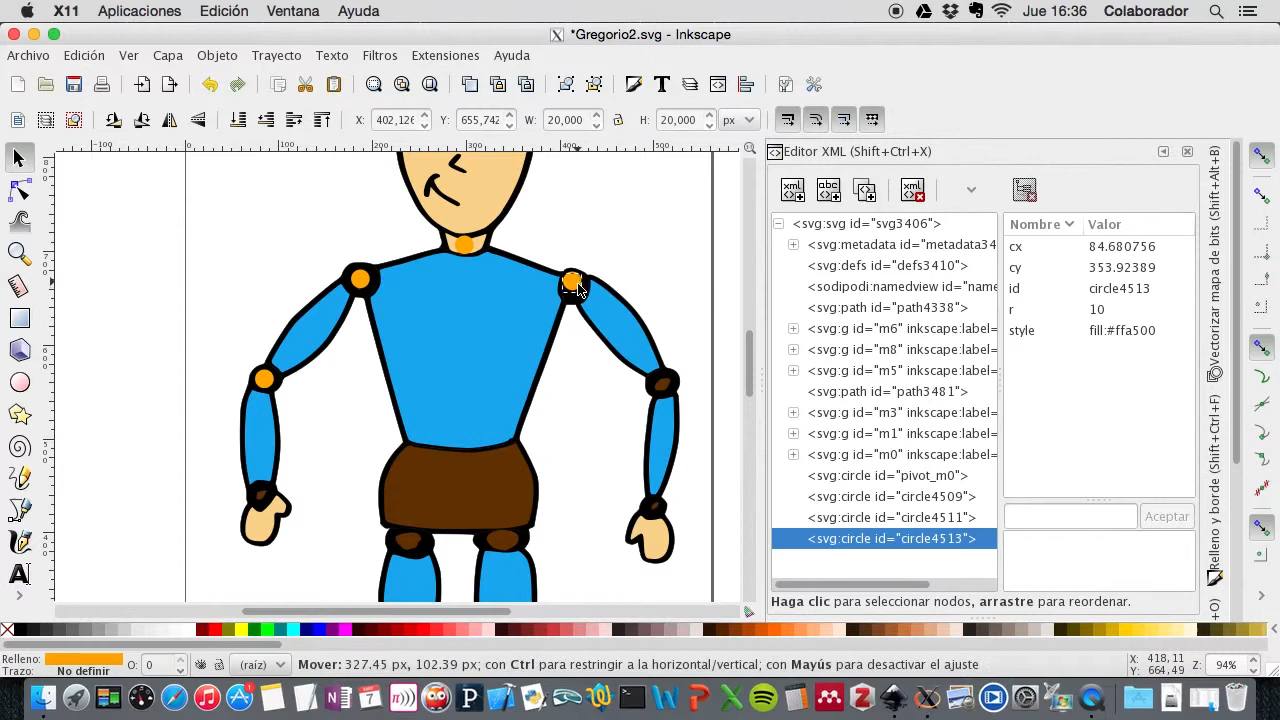 X11 Aplicaciones Edición Ventana Ayuda Jue 16:36 Colaborador
*Gregorio2.svg - Inkscape
Archivo Edición Ver Capa Objeto Trayecto Texto Filtros Extensiones Ayuda
X: 402,126 Y: 655,742 W: 20,000 H: 20,000 px
-100 0 100 200 300 400 500
Editor XML (Shift+Ctrl+X)
<svg:svg id="svg3406">
<svg:metadata id="metadata34
<svg:defs id="defs3410">
<sodipodi:namedview id="name
<svg:path id="path4338">
<svg:g id="m6" inkscape:label=
<svg:g id="m8" inkscape:label=
<svg:g id="m5" inkscape:label=
<svg:path id="path3481">
<svg:g id="m3" inkscape:label=
<svg:g id="m1" inkscape:label=
<svg:g id="m0" inkscape:label=
<svg:circle id="pivot_m0">
<svg:circle id="circle4509">
<svg:circle id="circle4511">
<svg:circle id="circle4513">
Nombre Valor
cx 84.680756
cy 353.92389
id circle4513
r 10
style fill:#ffa500
Aceptar
Haga clic para seleccionar nodos, arrastre para reordenar.
Vectorizar mapa de bits (Shift+Alt+B)
Relleno y borde (Shift+Ctrl+F)
+O)
Relleno:
Trazo: No definir
O: 0
(raíz)
Mover: 327.45 px, 102.39 px; con Ctrl para restringir a la horizontal/vertical; con Mayús para desactivar el ajuste
X: 418,11
Y: 664,49
Z: 94%